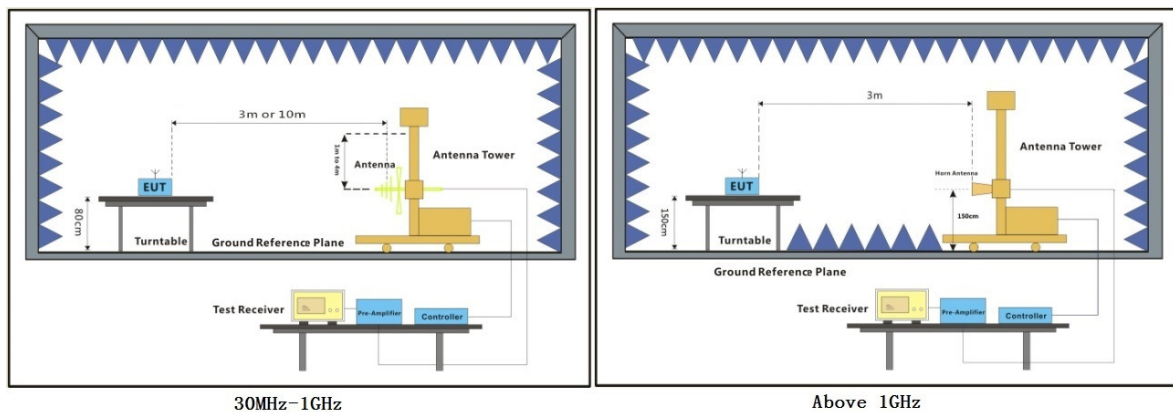 3m or 10m
1m to 4m
Antenna
Antenna Tower
EUT
80cm
Turntable
Ground Reference Plane
Test Receiver
Pre-Amplifier
Controller
30MHz-1GHz
3m
Antenna Tower
Horn Antenna
EUT
150cm
150cm
Turntable
Ground Reference Plane
Test Receiver
Pre-Amplifier
Controller
Above 1GHz